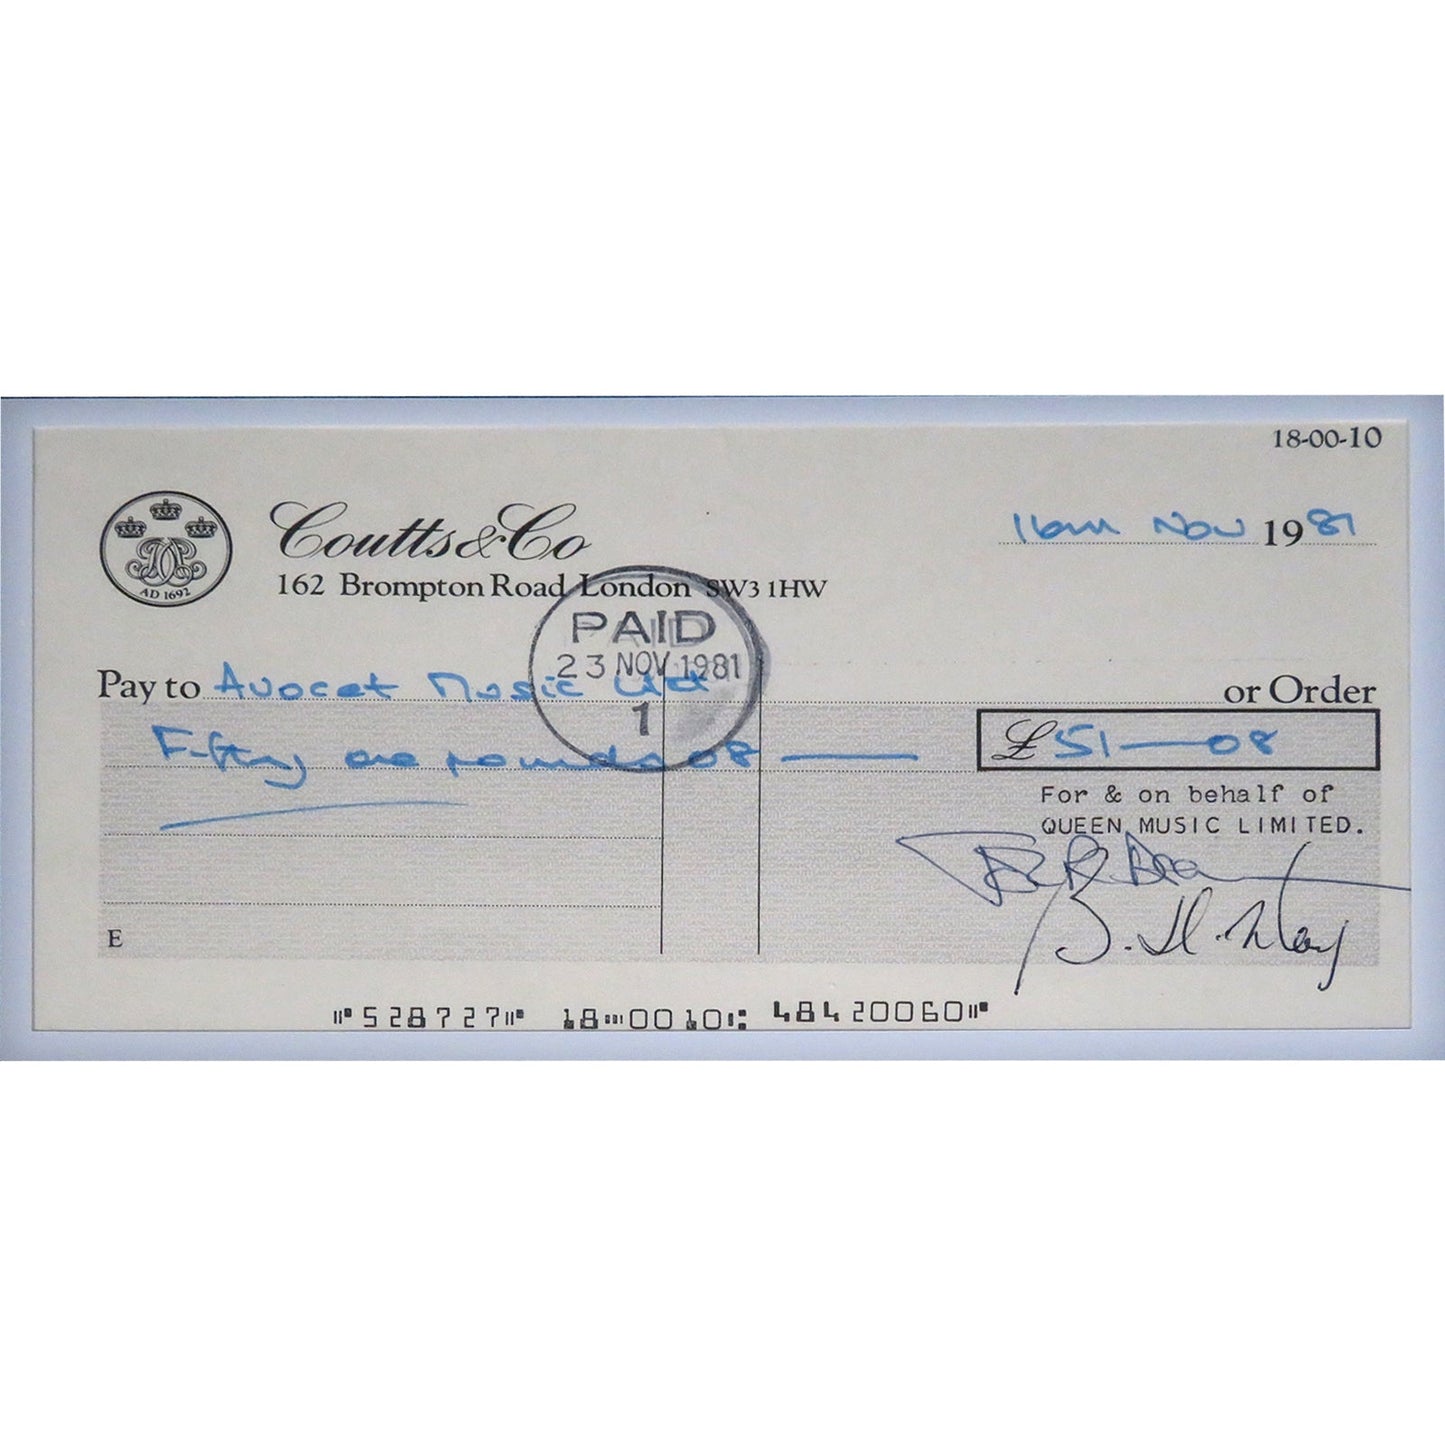 18-00-10
Coutts & Co
16th Nov 1981
AD 1692
162 Brompton Road London SW3 1HW
PAID
23 NOV 1981
1
Pay to Avocet Music Ltd or Order
Fifty one pounds 08
£ 51-08
For & on behalf of
QUEEN MUSIC LIMITED.
B. H. May
E
528727 18-0010 48420060